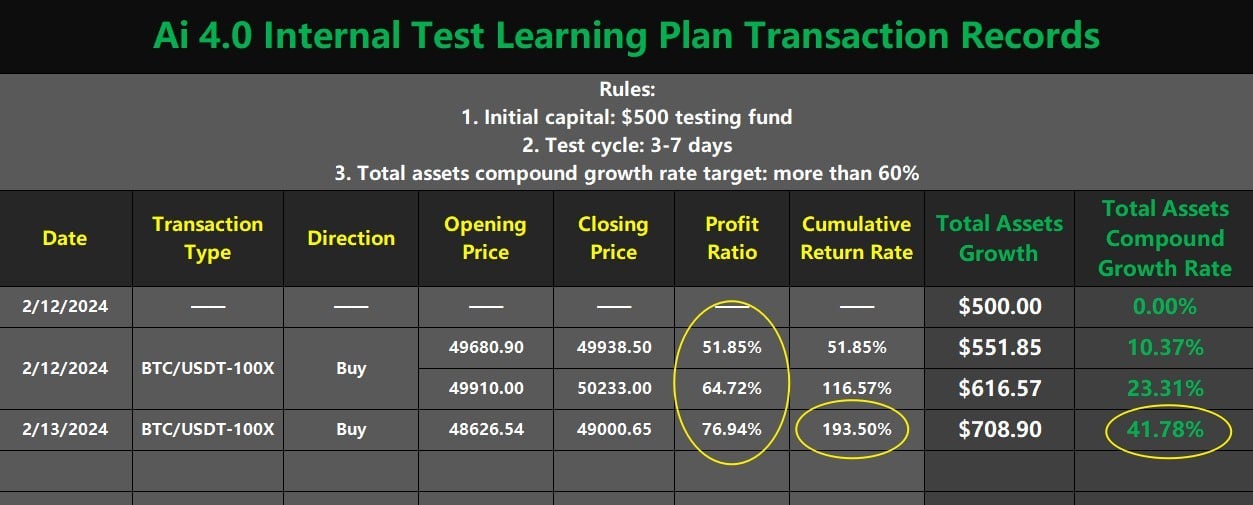 Ai 4.0 Internal Test Learning Plan Transaction Records
Rules:
1. Initial capital: $500 testing fund
2. Test cycle: 3-7 days
3. Total assets compound growth rate target: more than 60%
Date Transaction Type Direction Opening Price Closing Price Profit Ratio Cumulative Return Rate Total Assets Growth Total Assets Compound Growth Rate
2/12/2024 —— —— —— —— —— —— $500.00 0.00%
2/12/2024 BTC/USDT-100X Buy 49680.90 49938.50 51.85% 51.85% $551.85 10.37%
49910.00 50233.00 64.72% 116.57% $616.57 23.31%
2/13/2024 BTC/USDT-100X Buy 48626.54 49000.65 76.94% 193.50% $708.90 41.78%